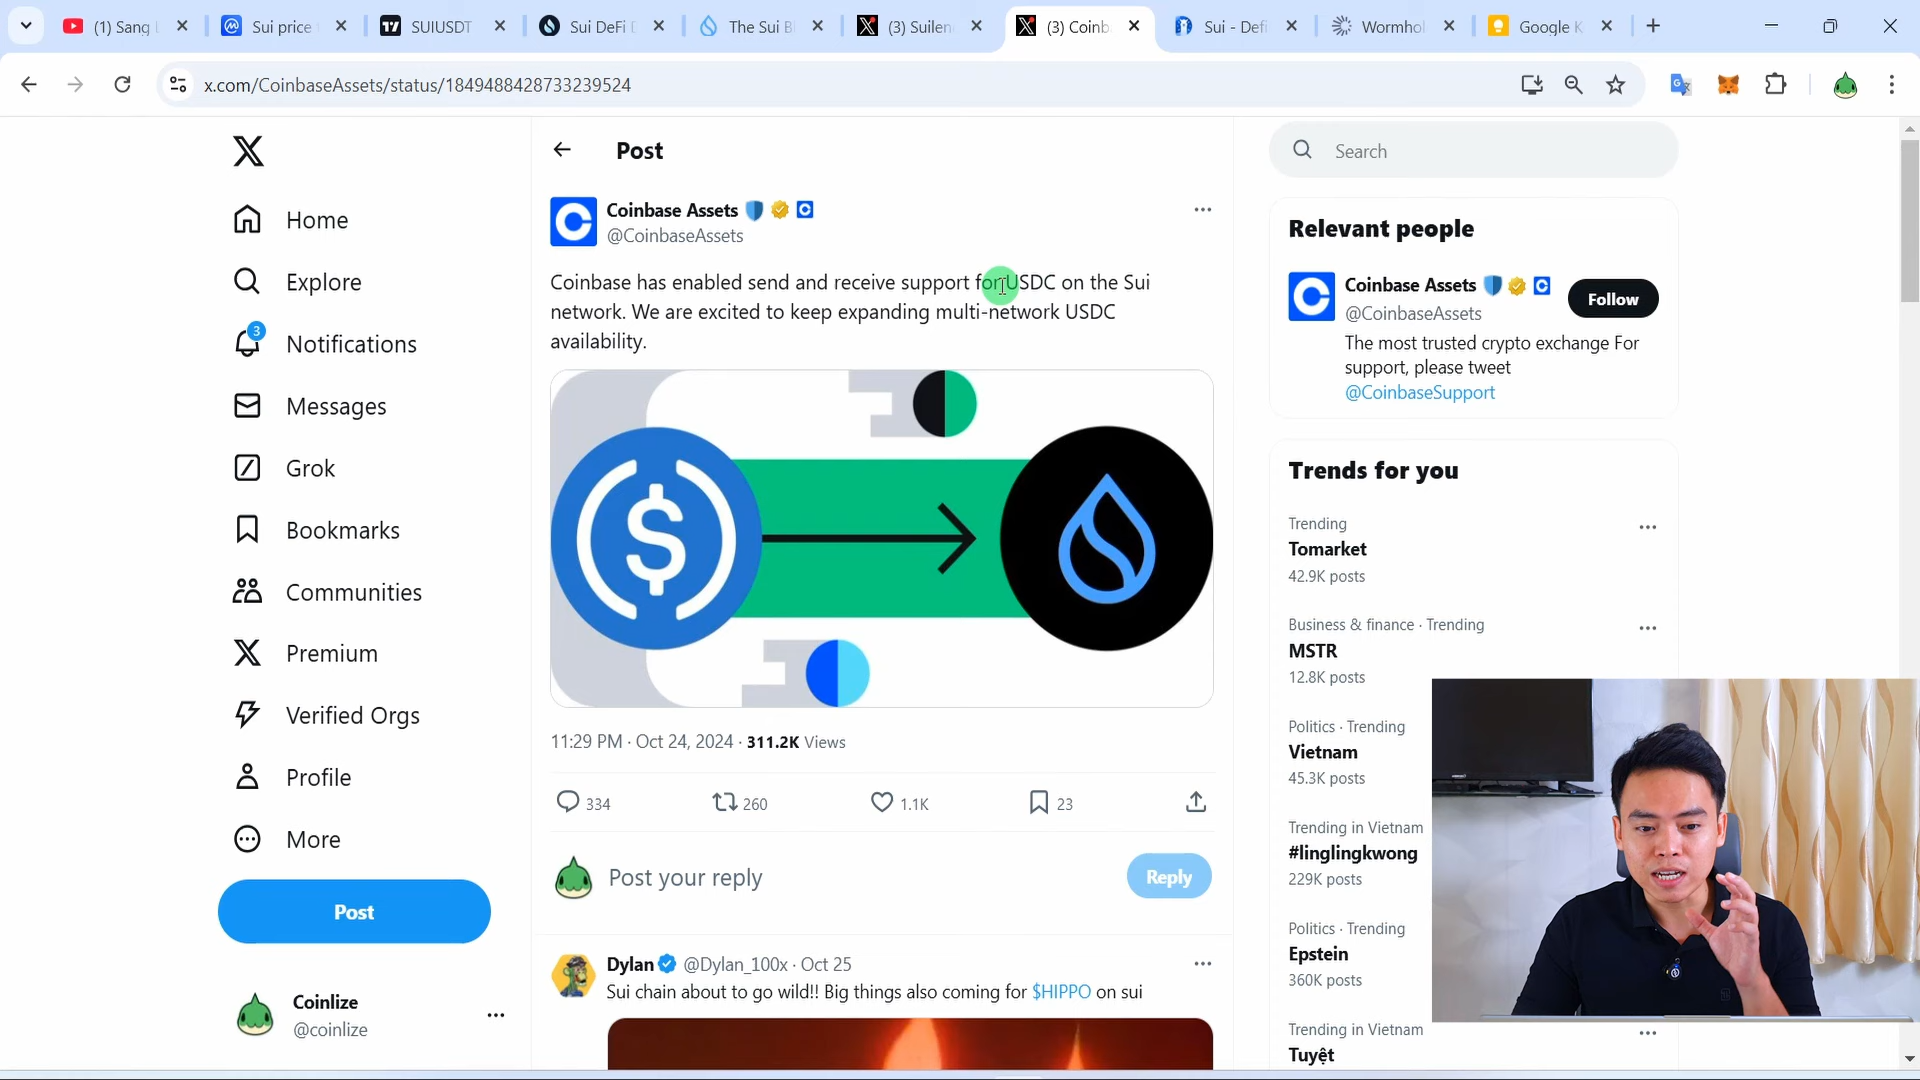 (1) Sang
Sui price
SUIUSDT
Sui DeFi
The Sui Bl
(3) Suilen
(3) Coinb
Sui - Defi
Wormhol
Google K
x.com/CoinbaseAssets/status/1849488428733239524
Home
Explore
3
Notifications
Messages
Grok
Bookmarks
Communities
Premium
Verified Orgs
Profile
More
Post
Coinlize
@coinlize
Post
Coinbase Assets
@CoinbaseAssets
Coinbase has enabled send and receive support for USDC on the Sui
network. We are excited to keep expanding multi-network USDC
availability.
11:29 PM · Oct 24, 2024 · 311.2K Views
334
260
1.1K
23
Post your reply
Reply
Dylan @Dylan_100x · Oct 25
Sui chain about to go wild!! Big things also coming for $HIPPO on sui
Search
Relevant people
Coinbase Assets
@CoinbaseAssets
Follow
The most trusted crypto exchange For
support, please tweet
@CoinbaseSupport
Trends for you
Trending
Tomarket
42.9K posts
Business & finance · Trending
MSTR
12.8K posts
Politics · Trending
Vietnam
45.3K posts
Trending in Vietnam
#linglingkwong
229K posts
Politics · Trending
Epstein
360K posts
Trending in Vietnam
Tuyệt